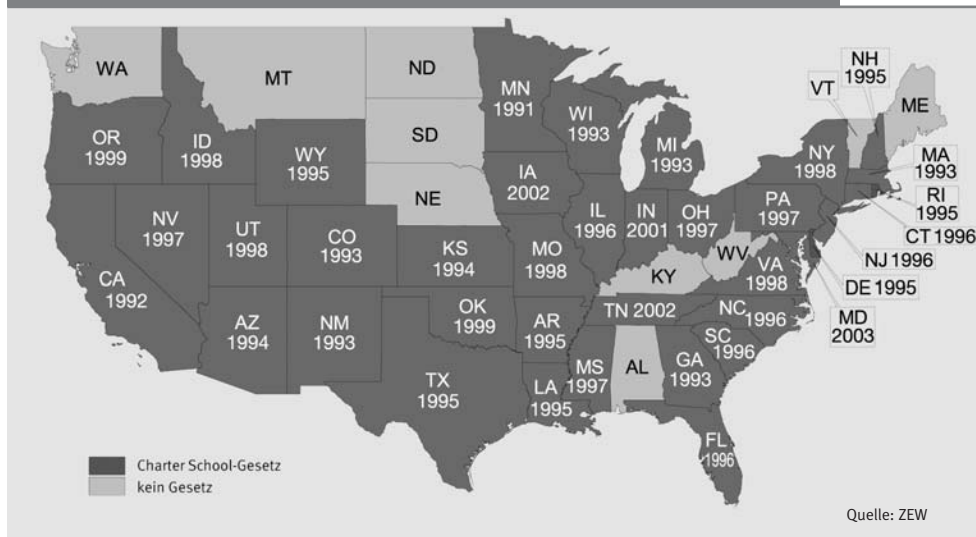 WA
MT
ND
MN
1991
SD
OR
1999
ID
1998
WY
1995
WI
1993
MI
1993
IA
2002
NE
NY
1998
VT
NH
1995
ME
MA
1993
RI
1995
CT 1996
NJ 1996
DE 1995
MD
2003
PA
1997
NV
1997
UT
1998
CO
1993
KS
1994
MO
1998
IL
1996
IN
2001
OH
1997
KY
WV
VA
1998
CA
1992
AZ
1994
NM
1993
OK
1999
AR
1995
TN 2002
NC
1996
SC
1996
TX
1995
LA
1995
MS
1997
AL
GA
1993
FL
1996
Charter School-Gesetz
kein Gesetz
Quelle: ZEW